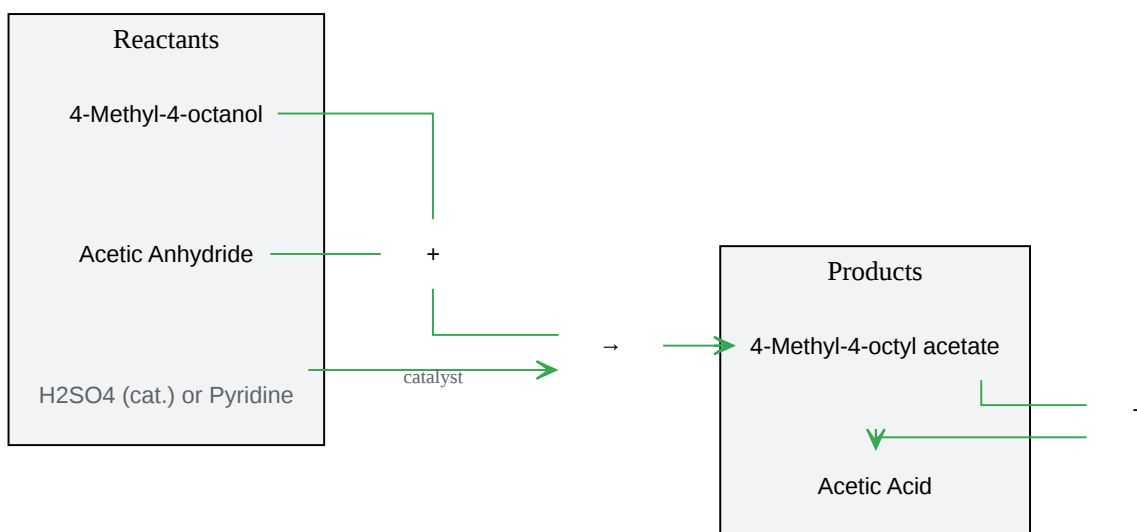 Reactants
4-Methyl-4-octanol
Acetic Anhydride
+
→
catalyst
H2SO4 (cat.) or Pyridine
Products
4-Methyl-4-octyl acetate
Acetic Acid